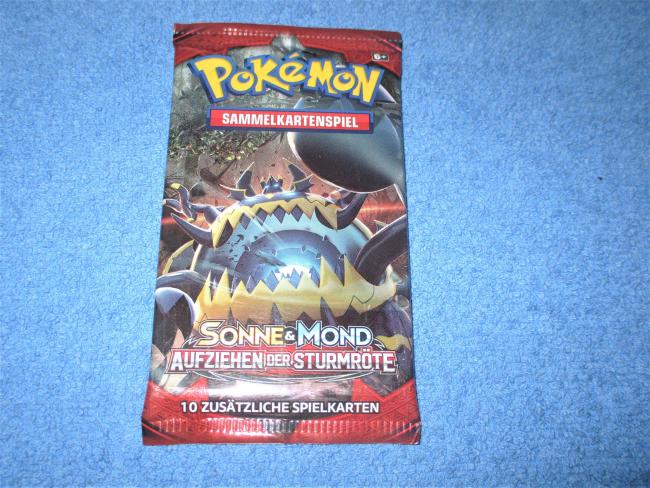 6+
POKéMON
SAMMELKARTENSPIEL
SONNE & MOND
AUFZIEHEN DER STURMRÖTE
10 ZUSÄTZLICHE SPIELKARTEN